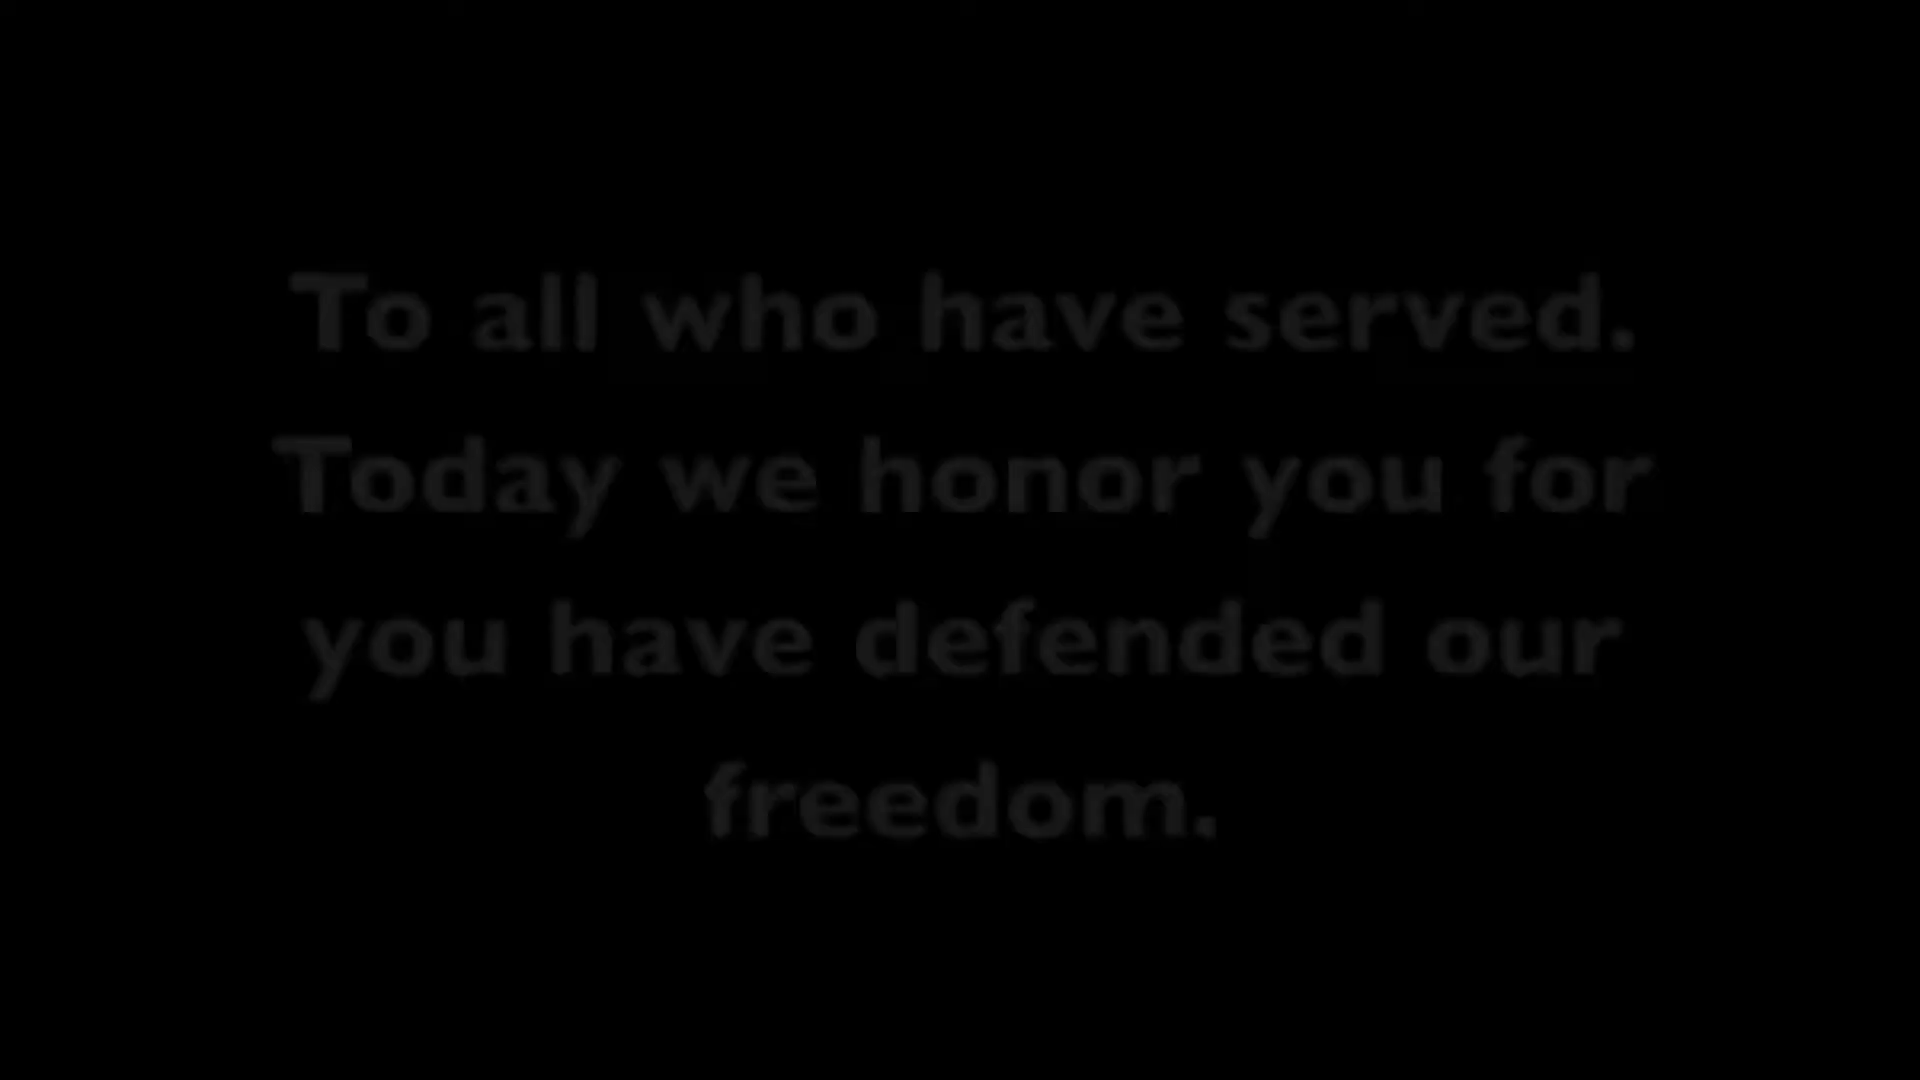 To all who have served.
Today we honor you for
you have defended our
freedom.